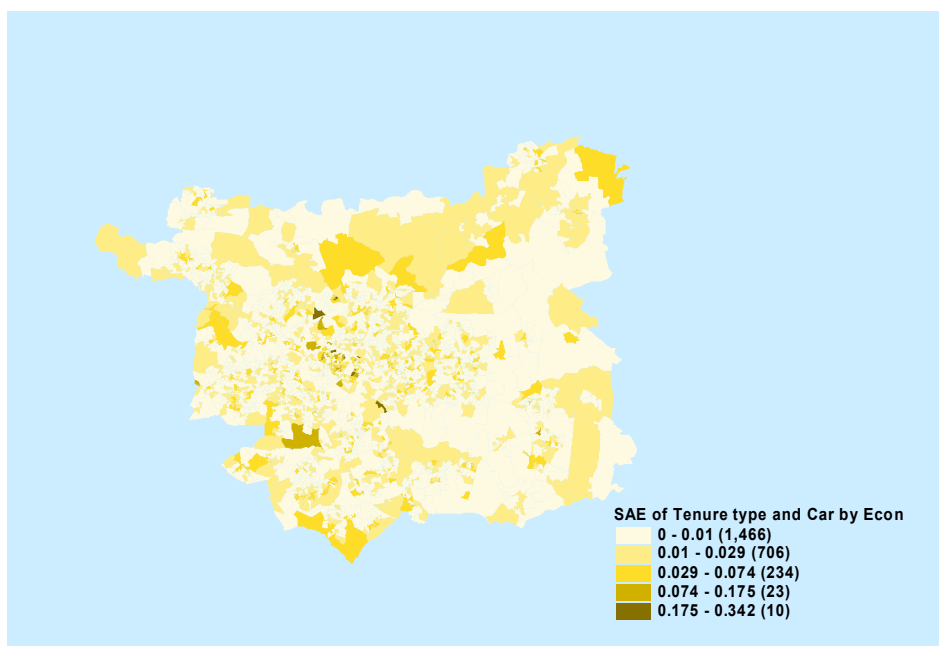 SAE of Tenure type and Car by Econ
0 - 0.01 (1,466)
0.01 - 0.029 (706)
0.029 - 0.074 (234)
0.074 - 0.175 (23)
0.175 - 0.342 (10)